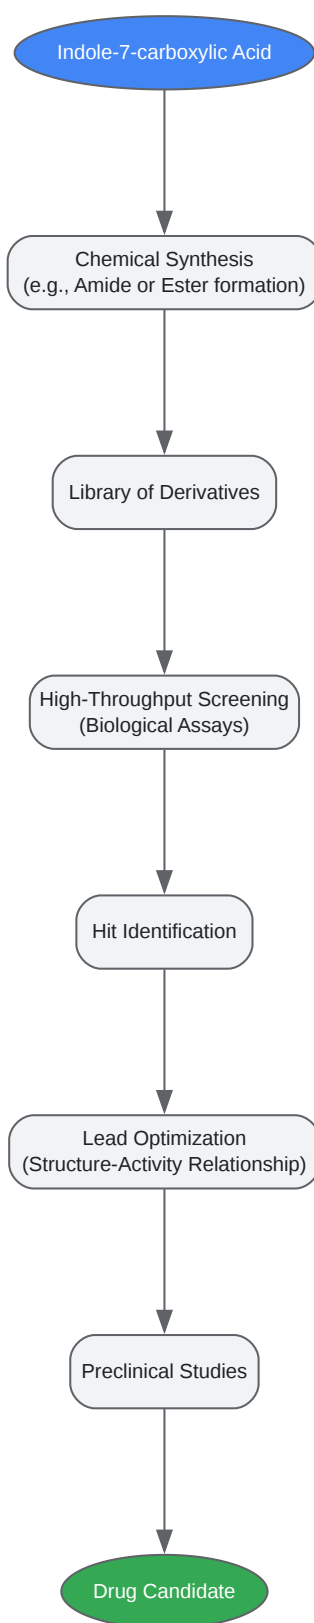 Indole-7-carboxylic Acid
Chemical Synthesis
(e.g., Amide or Ester formation)
Library of Derivatives
High-Throughput Screening
(Biological Assays)
Hit Identification
Lead Optimization
(Structure-Activity Relationship)
Preclinical Studies
Drug Candidate